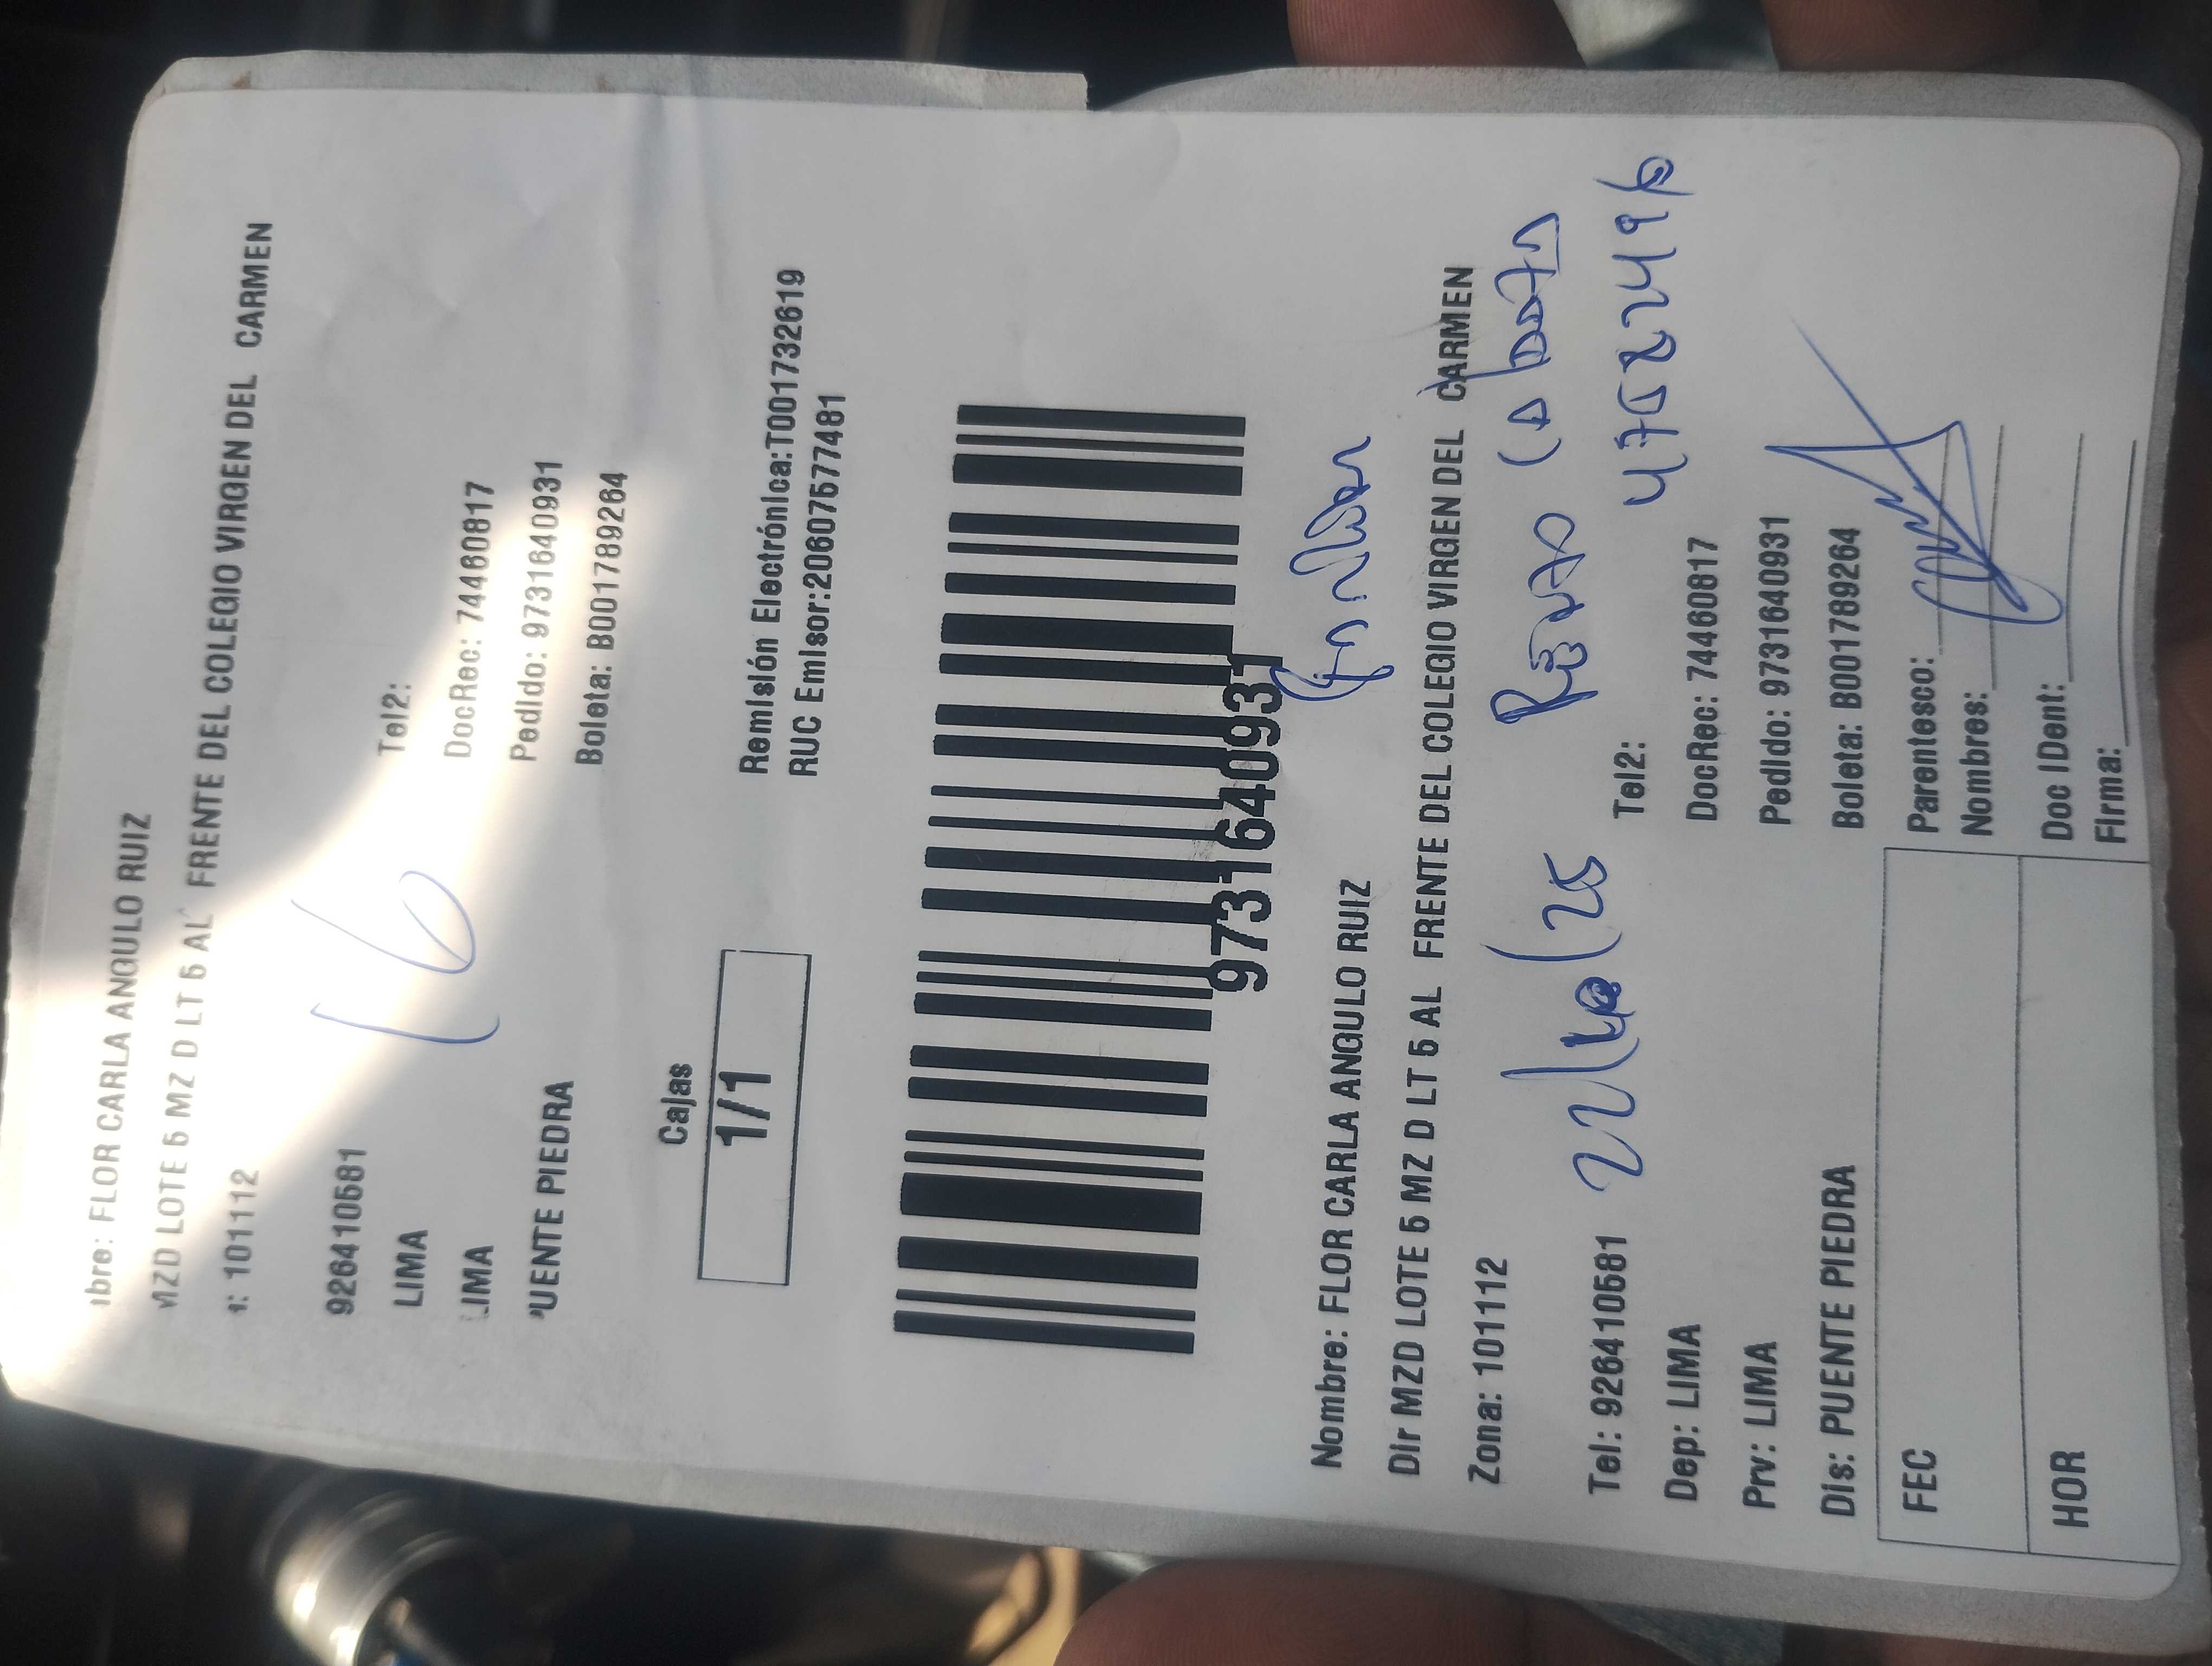 ibre: FLOR CARLA ANGULO RUIZ
MZD LOTE 5 MZ D LT 5 AL FRENTE DEL COLEGIO VIRGEN DEL CARMEN
: 101112
926410581
Tel2:
LIMA
DocRec: 74460817
LIMA
Pedido: 9731640931
PUENTE PIEDRA
Boleta: B001789264
16
Cajas
1/1
Remisión Electrónica:T001732619
RUC Emisor:20607577481
9731640931
Familiar
Nombre: FLOR CARLA ANGULO RUIZ
Dir MZD LOTE 5 MZ D LT 5 AL FRENTE DEL COLEGIO VIRGEN DEL CARMEN
Zona: 101112
Tel: 926410581
Tel2:
47022496
Dep: LIMA
DocRec: 74460817
Prv: LIMA
Pedido: 9731640931
Dis: PUENTE PIEDRA
Boleta: B001789264
FEC
Parentesco:
Nombres:
HOR
Doc IDent:
Firma: